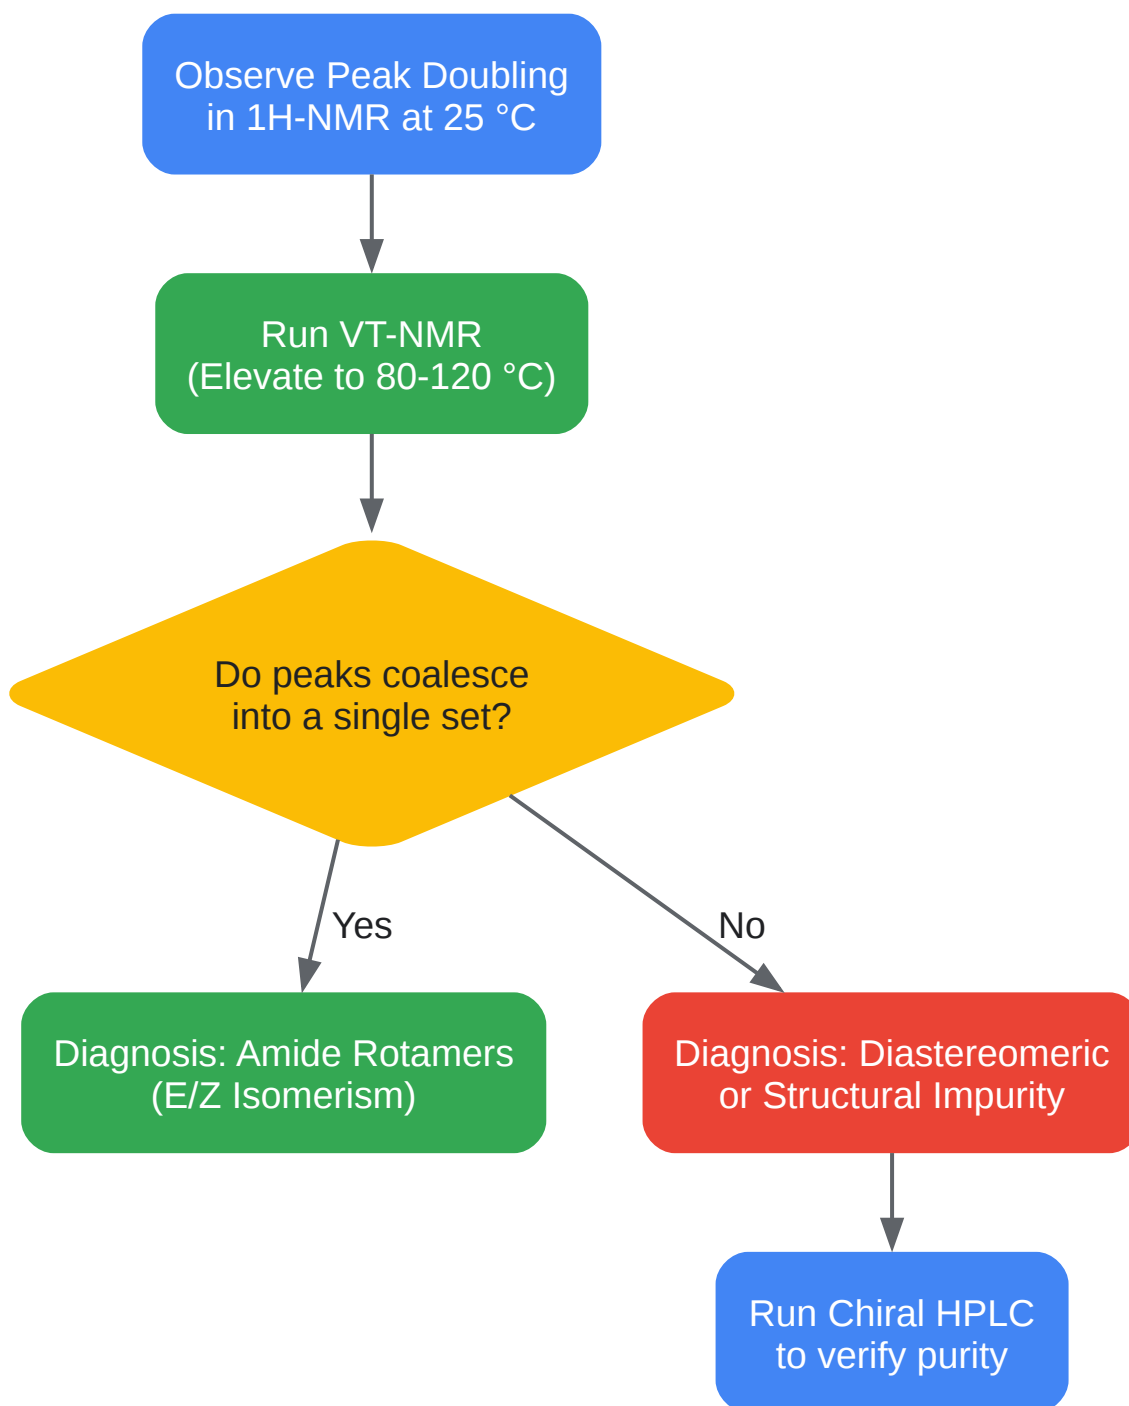 Observe Peak Doubling
in 1H-NMR at 25 °C
Run VT-NMR
(Elevate to 80-120 °C)
Do peaks coalesce
into a single set?
Yes
No
Diagnosis: Amide Rotamers
(E/Z Isomerism)
Diagnosis: Diastereomeric
or Structural Impurity
Run Chiral HPLC
to verify purity